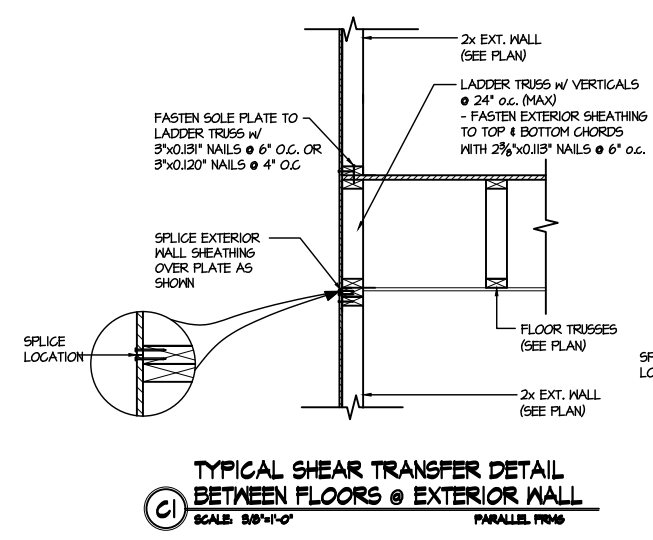 2x EXT. WALL
(SEE PLAN)
LADDER TRUSS W/ VERTICALS
@ 24" O.C. (MAX)
- FASTEN EXTERIOR SHEATHING
TO TOP & BOTTOM CHORDS
WITH 2⅜"x0.113" NAILS @ 6" O.C.
FASTEN SOLE PLATE TO
LADDER TRUSS W/
3"x0.131" NAILS @ 6" O.C. OR
3"x0.120" NAILS @ 4" O.C
SPLICE EXTERIOR
WALL SHEATHING
OVER PLATE AS
SHOWN
SPLICE
LOCATION
FLOOR TRUSSES
(SEE PLAN)
SP
LO
2x EXT. WALL
(SEE PLAN)
TYPICAL SHEAR TRANSFER DETAIL
BETWEEN FLOORS @ EXTERIOR WALL
C1
SCALE: 3/8"=1'-0" PARALLEL FRMG